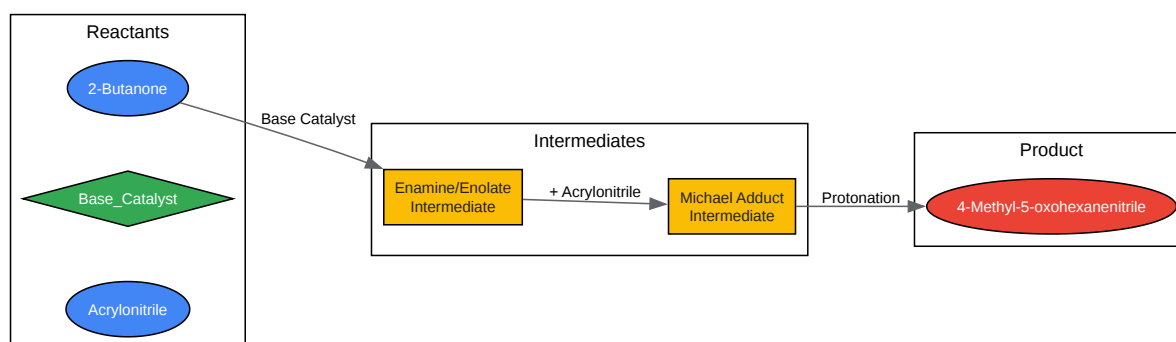 Reactants
2-Butanone
Base_Catalyst
Acrylonitrile
Base Catalyst
Intermediates
Enamine/Enolate
Intermediate
+ Acrylonitrile
Michael Adduct
Intermediate
Protonation
Product
4-Methyl-5-oxohexanenitrile